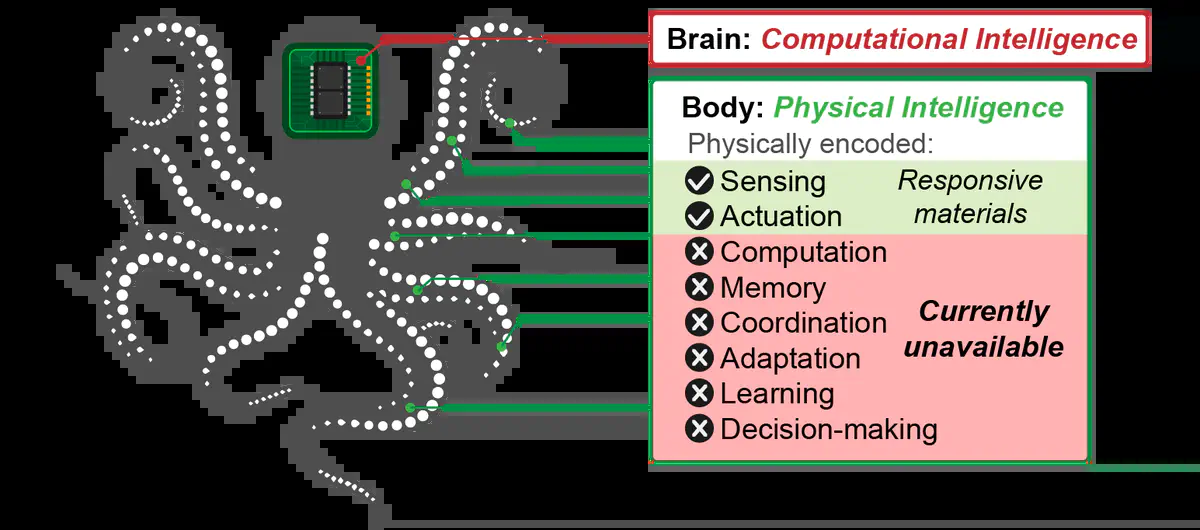 Brain: Computational Intelligence
Body: Physical Intelligence
Physically encoded:
Sensing
Actuation
Responsive
materials
Computation
Memory
Coordination
Adaptation
Learning
Decision-making
Currently
unavailable